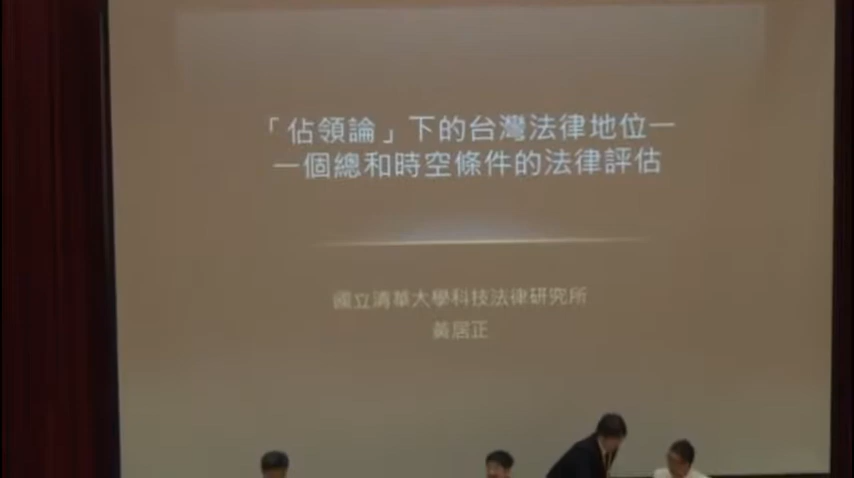 「佔領論」下的台灣法律地位一
一個總和時空條件的法律評估
國立清華大學科技法律研究所
黃居正